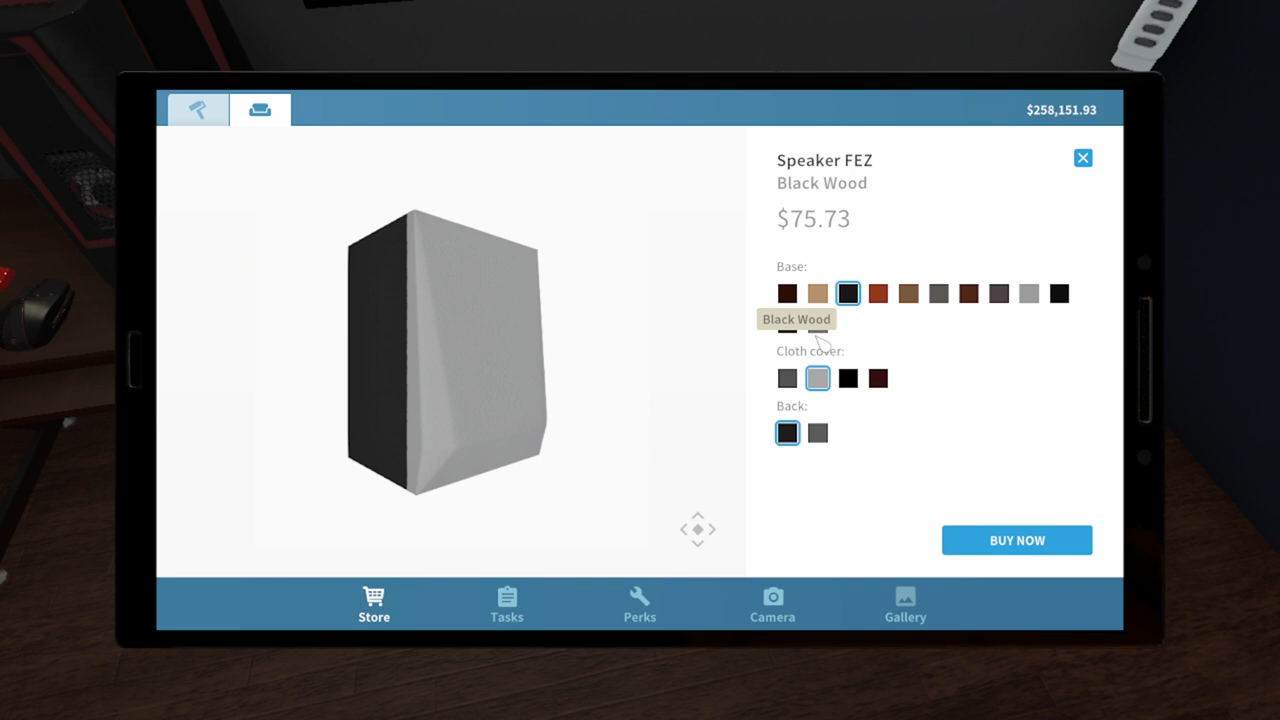 $258,151.93
Speaker FEZ
Black Wood
$75.73
Base:
Black Wood
Cloth cover:
Back:
BUY NOW
Store
Tasks
Perks
Camera
Gallery